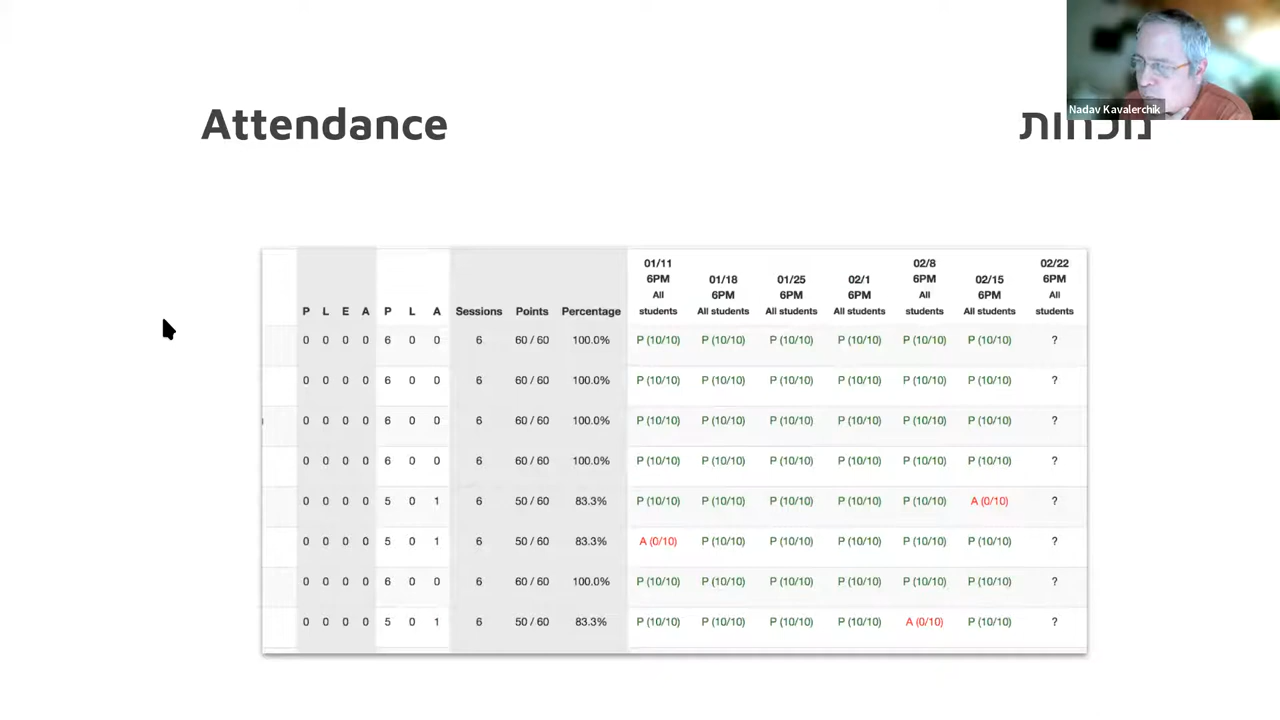 Nadav Kavalerchik
Attendance
נוכחות
P L E A P L A Sessions Points Percentage 01/11 6PM All students 01/18 6PM All students 01/25 6PM All students 02/1 6PM All students 02/8 6PM All students 02/15 6PM All students 02/22 6PM All students
0 0 0 0 6 0 0 6 60 / 60 100.0% P (10/10) P (10/10) P (10/10) P (10/10) P (10/10) P (10/10) ?
0 0 0 0 6 0 0 6 60 / 60 100.0% P (10/10) P (10/10) P (10/10) P (10/10) P (10/10) P (10/10) ?
0 0 0 0 6 0 0 6 60 / 60 100.0% P (10/10) P (10/10) P (10/10) P (10/10) P (10/10) P (10/10) ?
0 0 0 0 6 0 0 6 60 / 60 100.0% P (10/10) P (10/10) P (10/10) P (10/10) P (10/10) P (10/10) ?
0 0 0 0 5 0 1 6 50 / 60 83.3% P (10/10) P (10/10) P (10/10) P (10/10) P (10/10) A (0/10) ?
0 0 0 0 5 0 1 6 50 / 60 83.3% A (0/10) P (10/10) P (10/10) P (10/10) P (10/10) P (10/10) ?
0 0 0 0 6 0 0 6 60 / 60 100.0% P (10/10) P (10/10) P (10/10) P (10/10) P (10/10) P (10/10) ?
0 0 0 0 5 0 1 6 50 / 60 83.3% P (10/10) P (10/10) P (10/10) P (10/10) A (0/10) P (10/10) ?